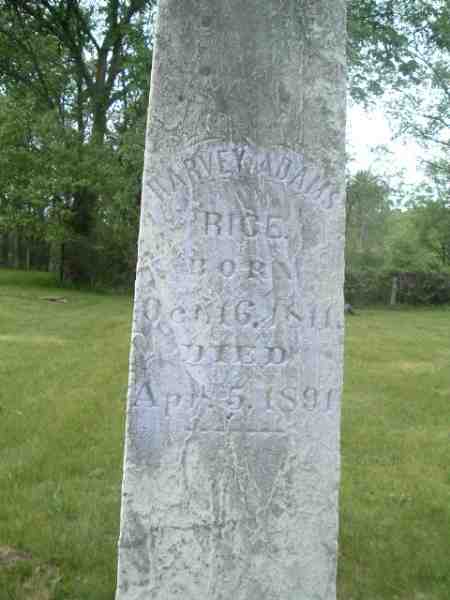 HARVEY ADAMS
RICE.
BORN
Oct. 16, 1811.
DIED
Apr. 5, 1891